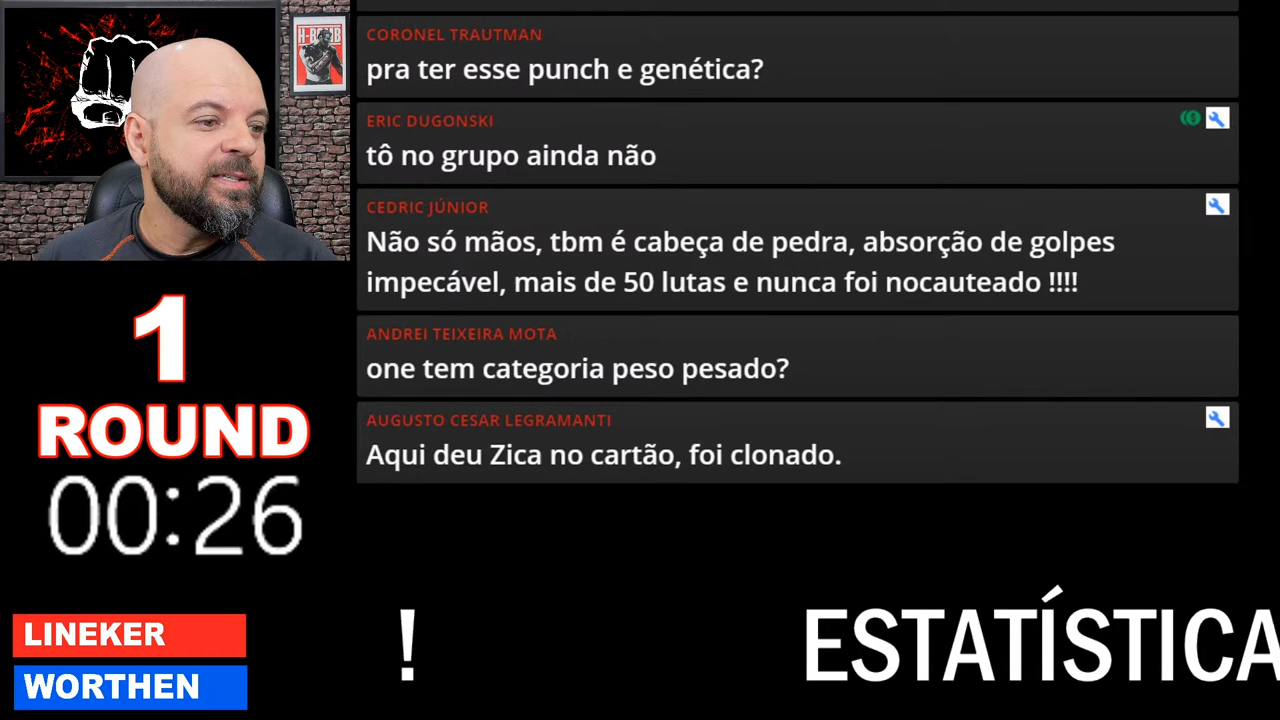 H-BOMB
CORONEL TRAUTMAN
pra ter esse punch e genética?
ERIC DUGONSKI
tô no grupo ainda não
CEDRIC JÚNIOR
Não só mãos, tbm é cabeça de pedra, absorção de golpes
impecável, mais de 50 lutas e nunca foi nocauteado !!!!
ANDREI TEIXEIRA MOTA
one tem categoria peso pesado?
AUGUSTO CESAR LEGRAMANTI
Aqui deu Zica no cartão, foi clonado.
1
ROUND
00:26
LINEKER
WORTHEN
! ESTATÍSTICA